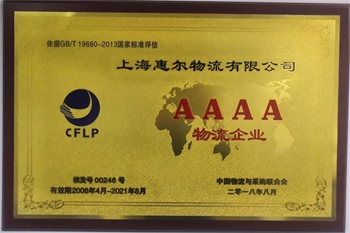 依据GB/T 19680-2013国家标准评估
上海惠尔物流有限公司
CFLP
AAAA
物流企业
核发号 00246 号
有效期2008年4月-2021年8月
中国物流与采购联合会
二零一八年八月